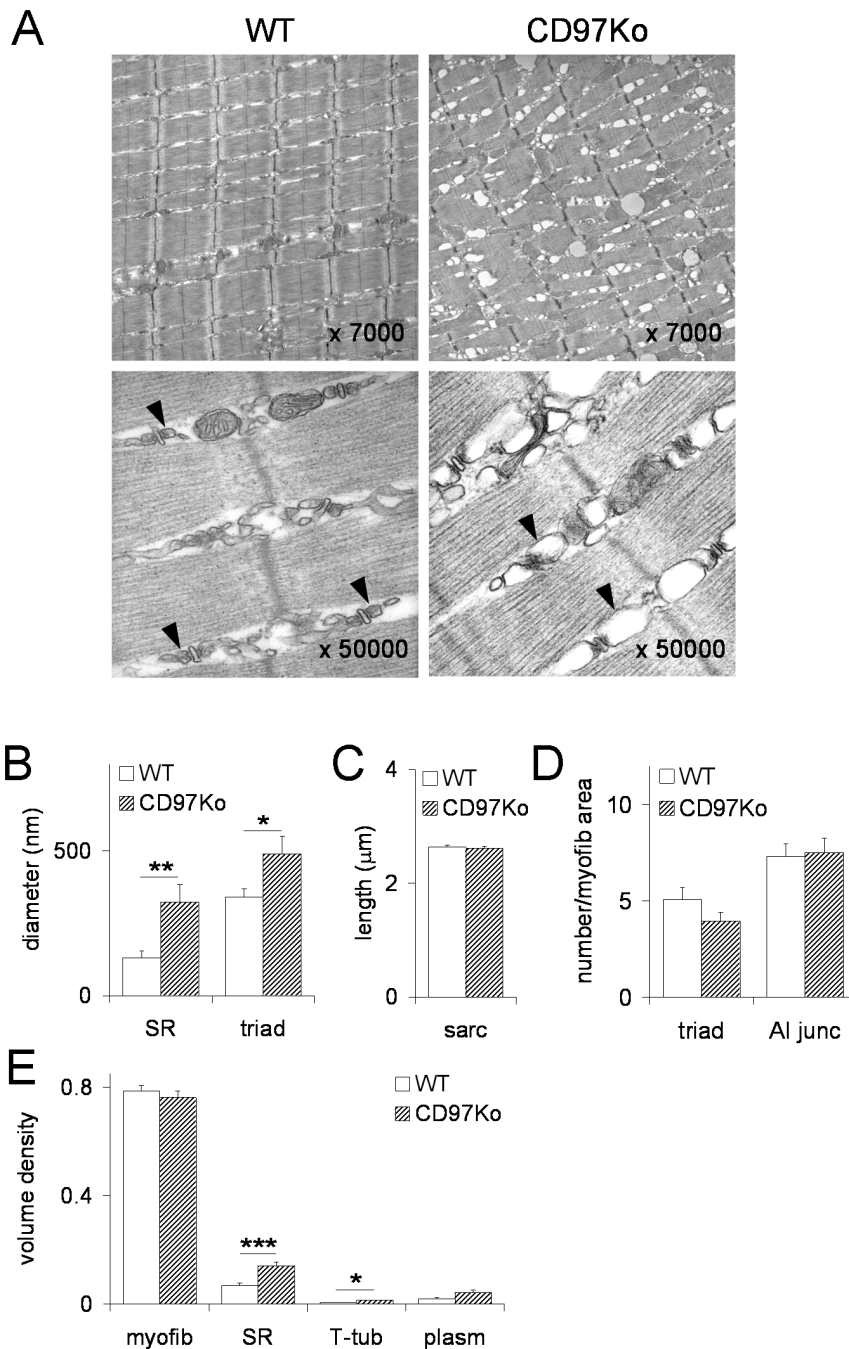 A
WT
CD97Ko
x 7000
x 7000
x 50000
x 50000
B
WT
CD97Ko
diameter (nm)
500
0
**
*
SR
triad
C
WT
CD97Ko
length (µm)
4
2
0
sarc
D
WT
CD97Ko
number/myofib area
10
5
0
triad
AI junc
E
WT
CD97Ko
volume density
0.8
0.4
0
***
*
myofib
SR
T-tub
plasm